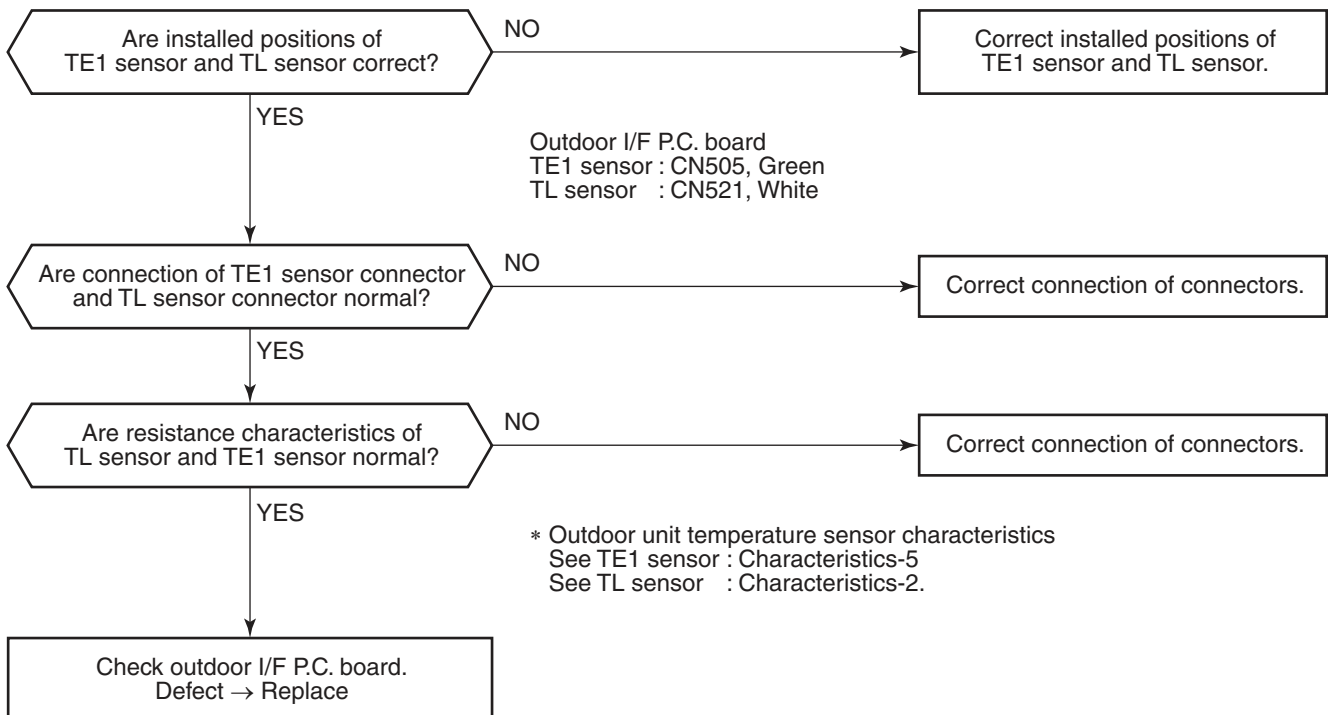 Are installed positions of
TE1 sensor and TL sensor correct?
NO
Correct installed positions of
TE1 sensor and TL sensor.
YES
Outdoor I/F P.C. board
TE1 sensor : CN505, Green
TL sensor : CN521, White
Are connection of TE1 sensor connector
and TL sensor connector normal?
NO
Correct connection of connectors.
YES
Are resistance characteristics of
TL sensor and TE1 sensor normal?
NO
Correct connection of connectors.
YES
* Outdoor unit temperature sensor characteristics
See TE1 sensor : Characteristics-5
See TL sensor : Characteristics-2.
Check outdoor I/F P.C. board.
Defect → Replace